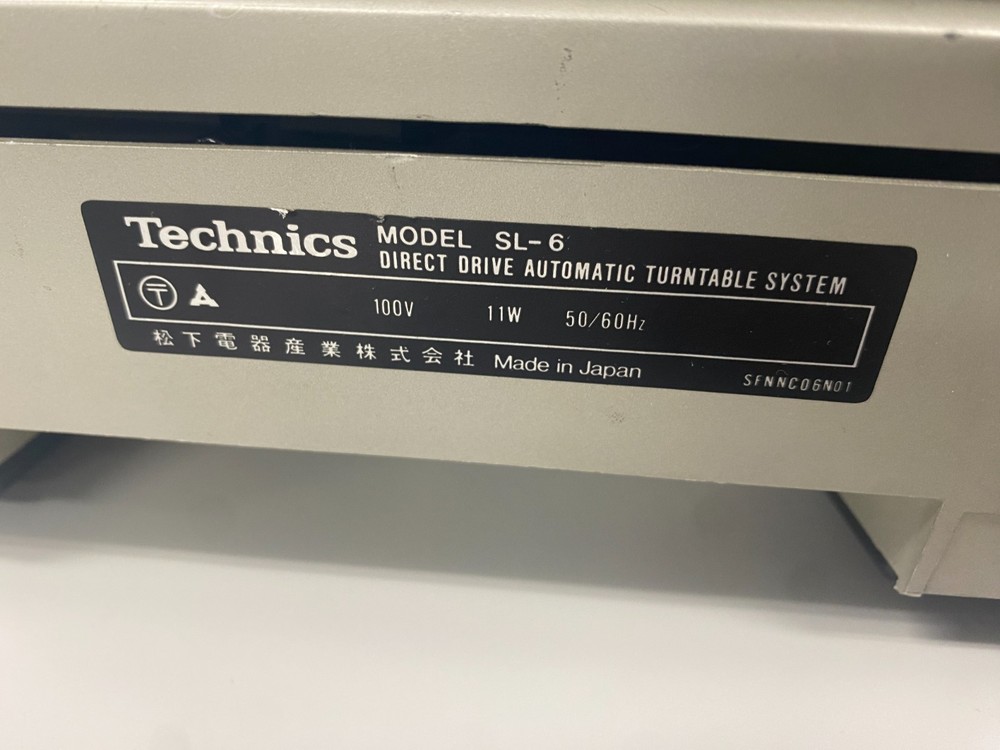 Technics MODEL SL-6
DIRECT DRIVE AUTOMATIC TURNTABLE SYSTEM
〒 100V 11W 50/60Hz
松下電器産業株式会社 Made in Japan
SFNNC06N01